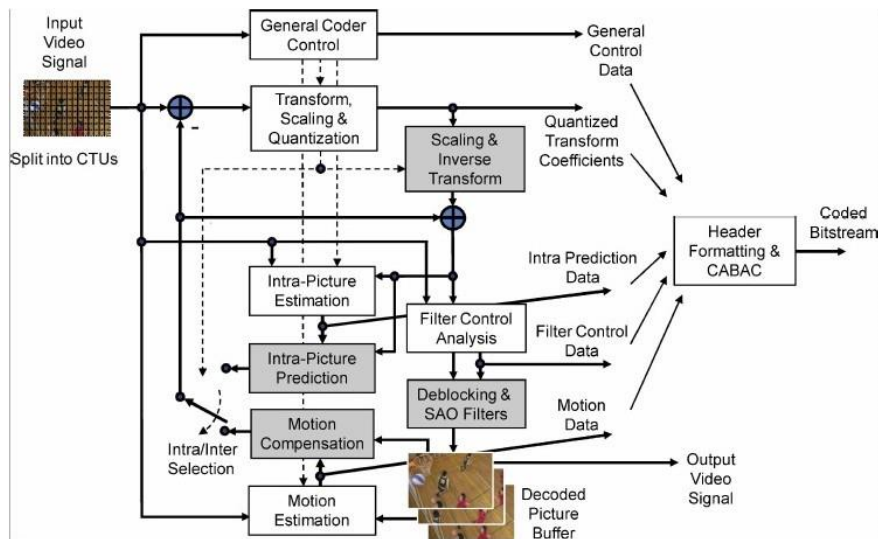 Input
Video
Signal
Split into CTUs
General Coder
Control
Transform,
Scaling &
Quantization
-
Scaling &
Inverse
Transform
General
Control
Data
Quantized
Transform
Coefficients
Header
Formatting &
CABAC
Coded
Bitstream
Intra-Picture
Estimation
Intra Prediction
Data
Filter Control
Analysis
Filter Control
Data
Intra-Picture
Prediction
Deblocking &
SAO Filters
Motion
Compensation
Motion
Data
Intra/Inter
Selection
Motion
Estimation
Decoded
Picture
Buffer
Output
Video
Signal